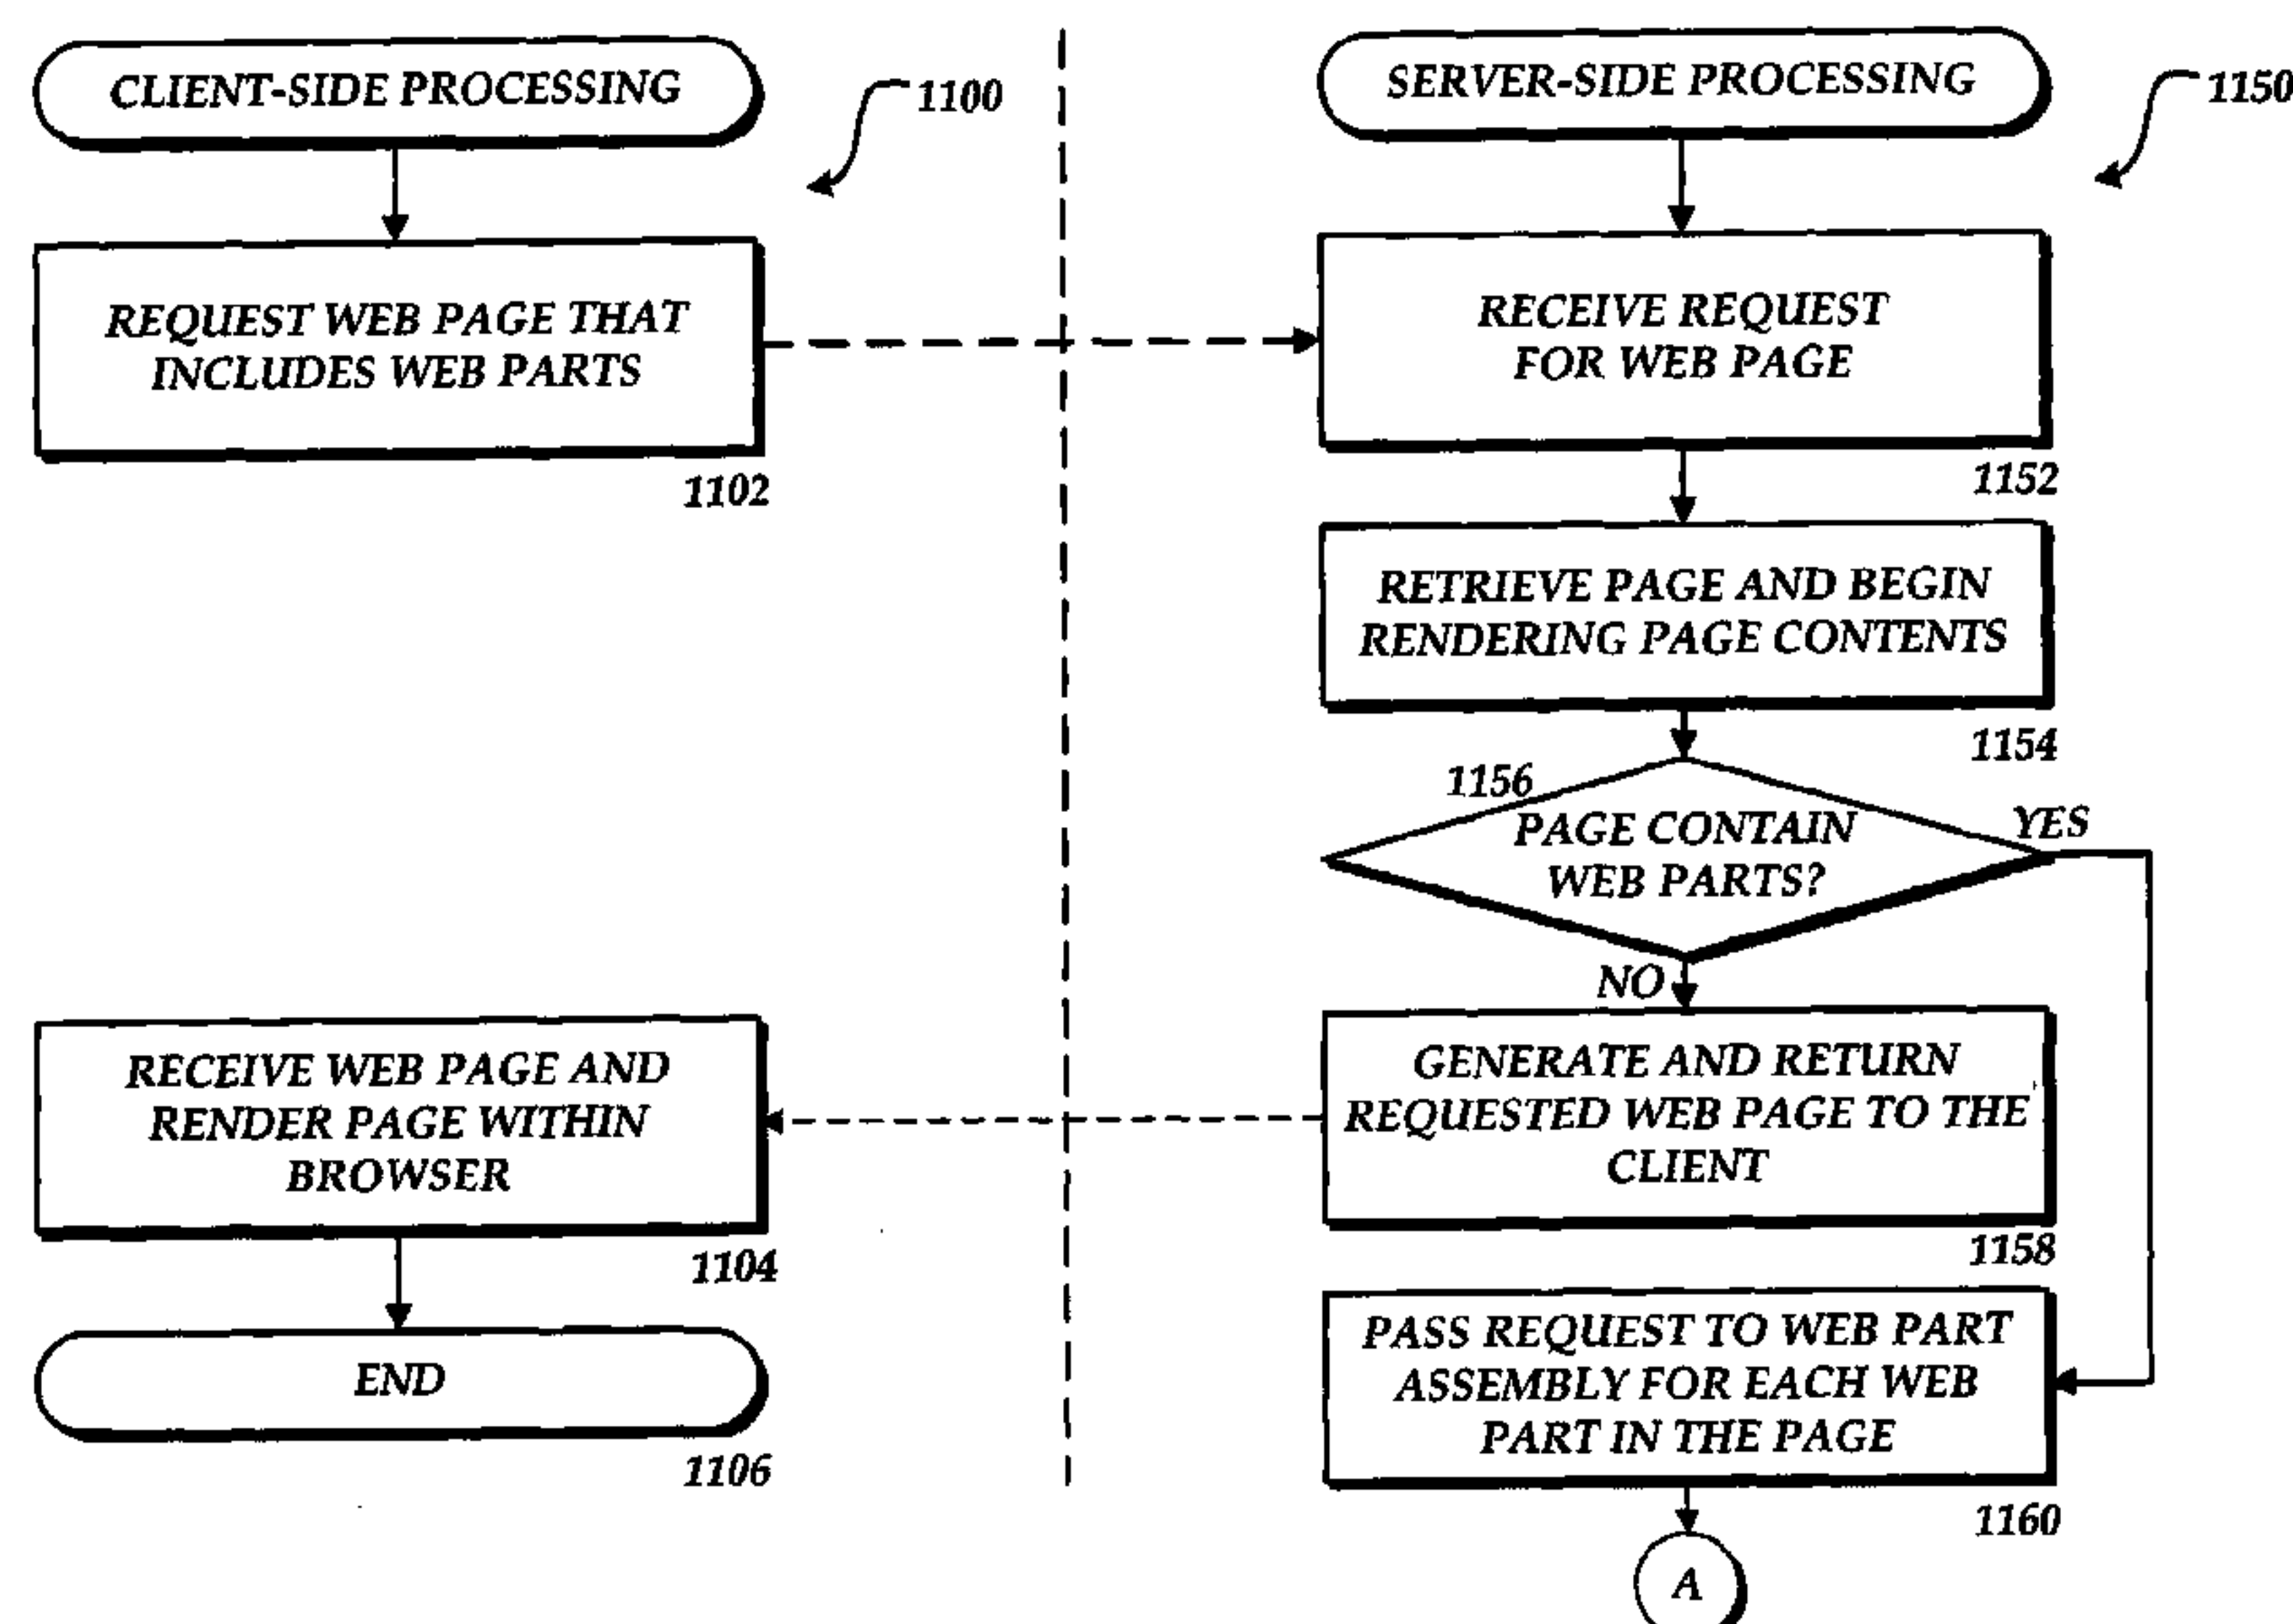 CLIENT-SIDE PROCESSING
1100
REQUEST WEB PAGE THAT
INCLUDES WEB PARTS
1102
RECEIVE WEB PAGE AND
RENDER PAGE WITHIN
BROWSER
1104
END
1106
SERVER-SIDE PROCESSING
1150
RECEIVE REQUEST
FOR WEB PAGE
1152
RETRIEVE PAGE AND BEGIN
RENDERING PAGE CONTENTS
1154
1156
PAGE CONTAIN
WEB PARTS?
YES
NO
GENERATE AND RETURN
REQUESTED WEB PAGE TO THE
CLIENT
1158
PASS REQUEST TO WEB PART
ASSEMBLY FOR EACH WEB
PART IN THE PAGE
1160
A